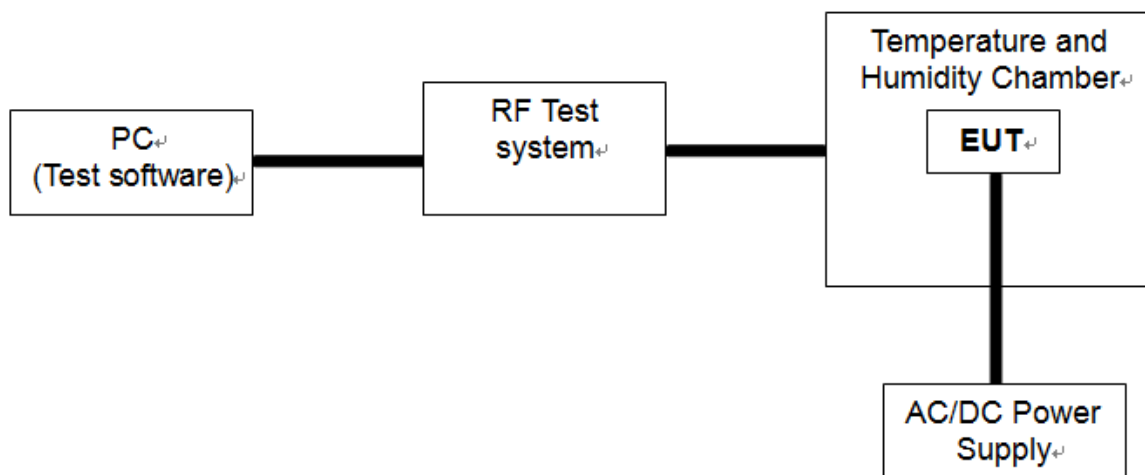 PC
(Test software)
RF Test
system
Temperature and
Humidity Chamber
EUT
AC/DC Power
Supply